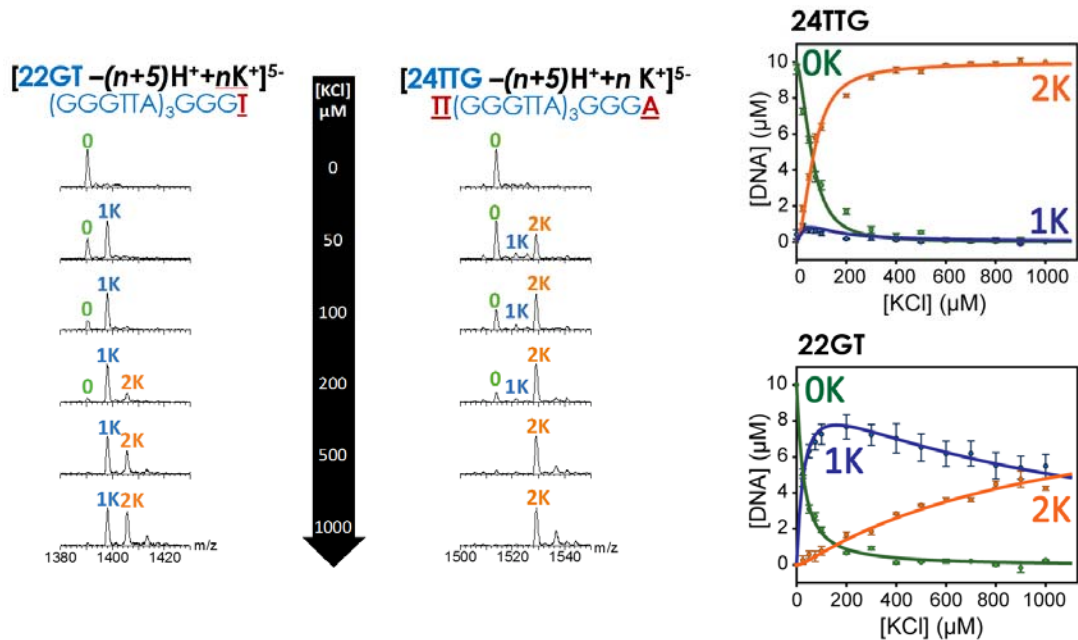 [22GT –(n+5)H⁺+nK⁺]⁵⁻
(GGGTTA)₃GGGT
0
1K
0
1K
0
1K
0
2K
1K
2K
1K
2K
1380
1400
1420
m/z
[KCl]
µM
0
50
100
200
500
1000
[24TTG –(n+5)H⁺+n K⁺]⁵⁻
TT(GGGTTA)₃GGGA
0
0
1K
2K
0
1K
2K
0
1K
2K
2K
2K
1500
1520
1540
m/z
24TTG
0K
2K
1K
[DNA] (µM)
10
8
6
4
2
0
0
200
400
600
800
1000
[KCl] (µM)
22GT
0K
1K
2K
[DNA] (µM)
10
8
6
4
2
0
0
200
400
600
800
1000
[KCl] (µM)